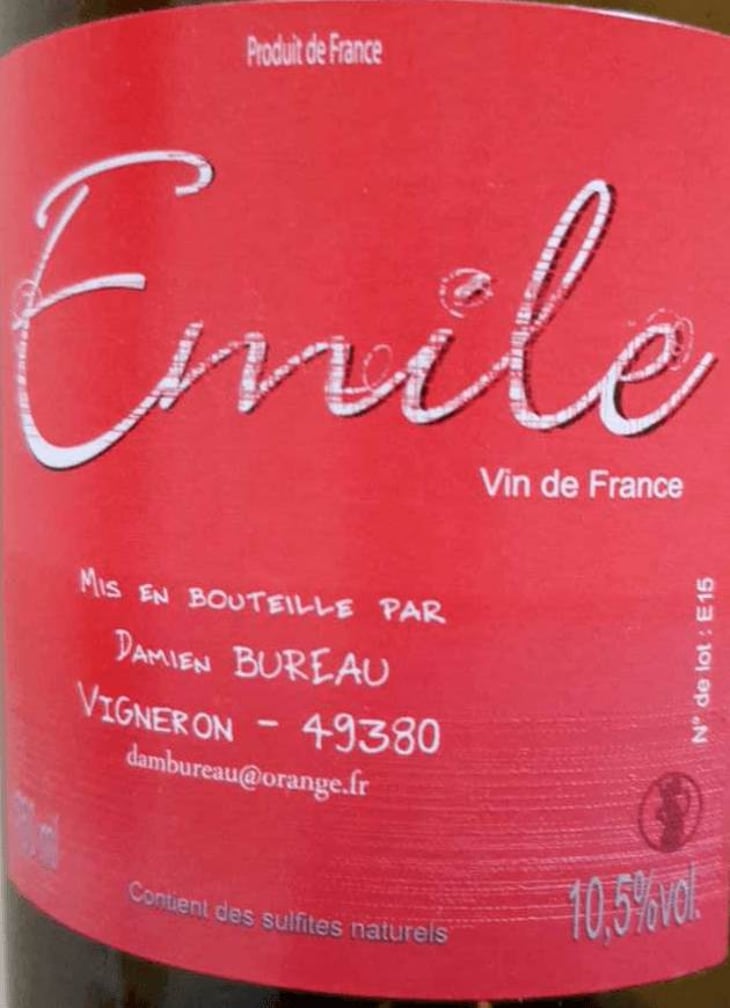 Produit de France
Emile
Vin de France
MIS EN BOUTEILLE PAR
DAMIEN BUREAU
VIGNERON - 49380
dambureau@orange.fr
N° de lot : E15
Contient des sulfites naturels
10,5%vol.